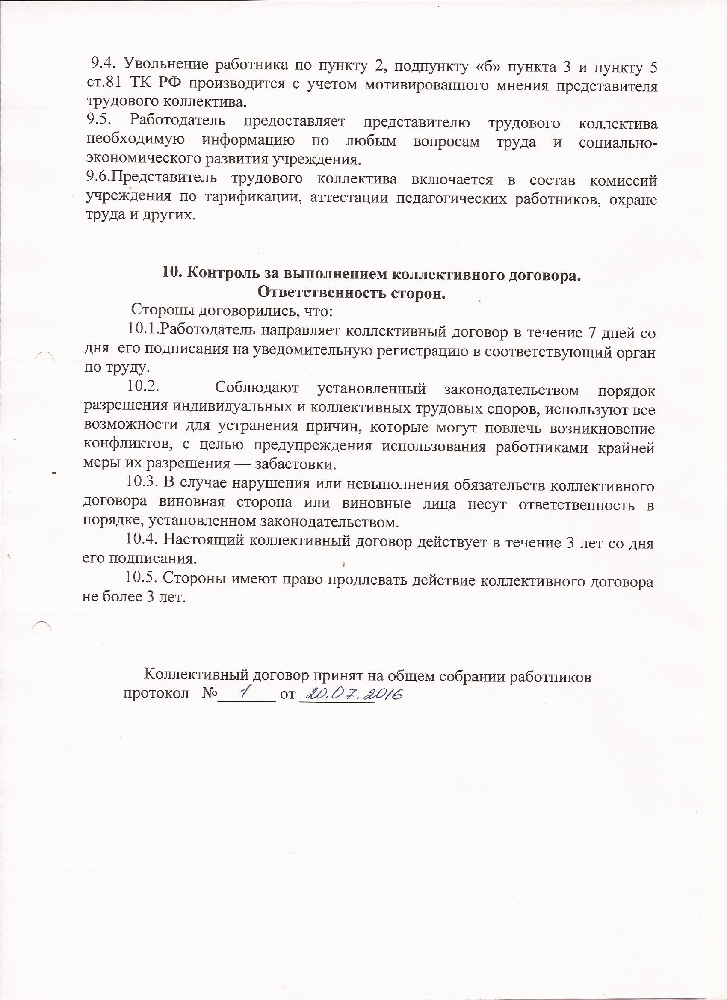 9.4. Увольнение работника по пункту 2, подпункту «б» пункта 3 и пункту 5
ст.81 ТК РФ производится с учетом мотивированного мнения представителя
трудового коллектива.
9.5. Работодатель предоставляет представителю трудового коллектива
необходимую информацию по любым вопросам труда и социально-
экономического развития учреждения.
9.6.Представитель трудового коллектива включается в состав комиссий
учреждения по тарификации, аттестации педагогических работников, охране
труда и других.
10. Контроль за выполнением коллективного договора.
Ответственность сторон.
Стороны договорились, что:
10.1.Работодатель направляет коллективный договор в течение 7 дней со
дня его подписания на уведомительную регистрацию в соответствующий орган
по труду.
10.2. Соблюдают установленный законодательством порядок
разрешения индивидуальных и коллективных трудовых споров, используют все
возможности для устранения причин, которые могут повлечь возникновение
конфликтов, с целью предупреждения использования работниками крайней
меры их разрешения — забастовки.
10.3. В случае нарушения или невыполнения обязательств коллективного
договора виновная сторона или виновные лица несут ответственность в
порядке, установленном законодательством.
10.4. Настоящий коллективный договор действует в течение 3 лет со дня
его подписания.
10.5. Стороны имеют право продлевать действие коллективного договора
не более 3 лет.
Коллективный договор принят на общем собрании работников
протокол № 1 от 20.07.2016